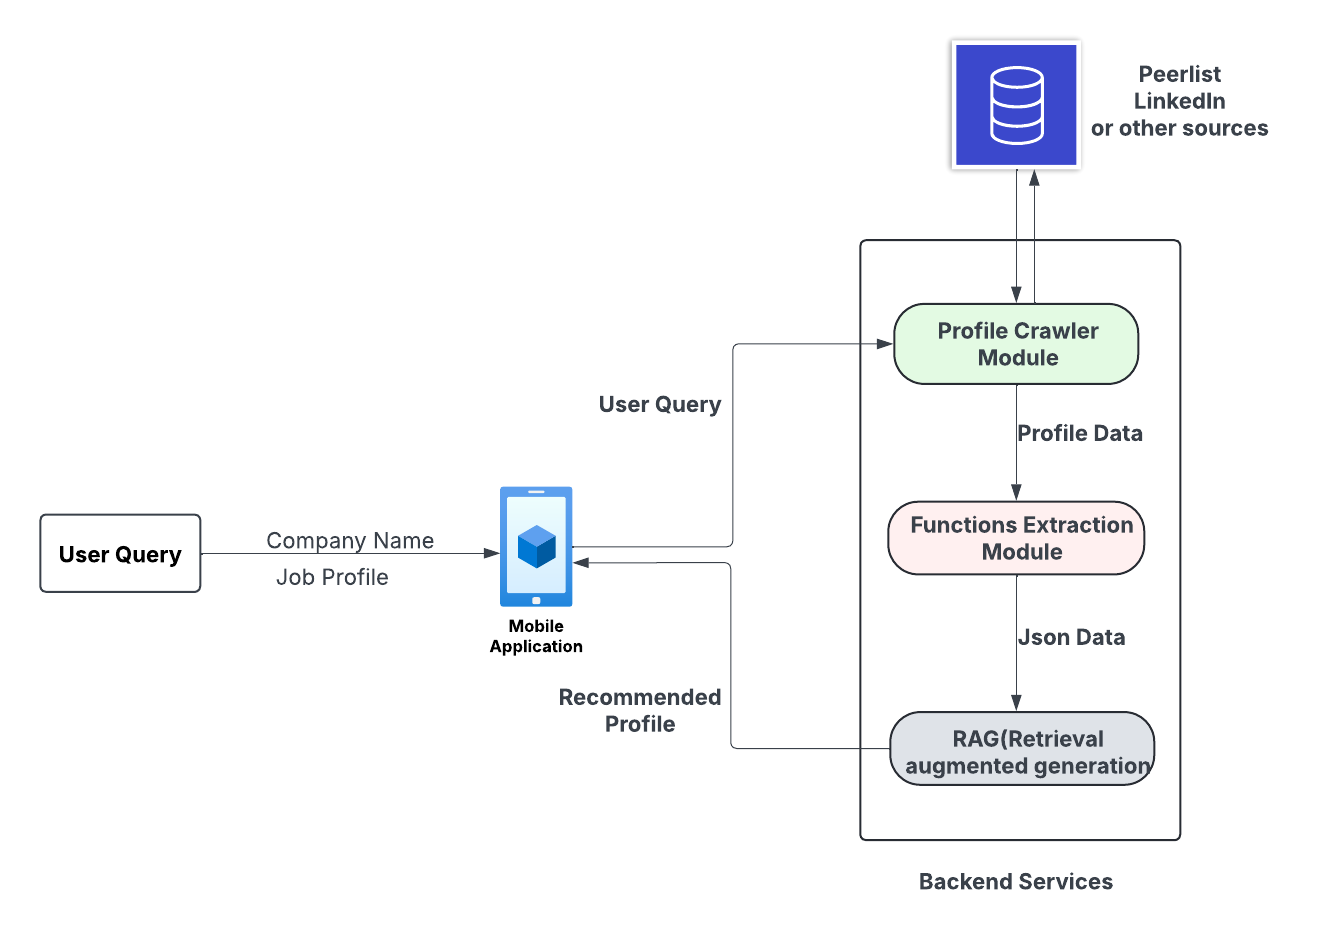 Peerlist
LinkedIn
or other sources
Profile Crawler
Module
User Query
Profile Data
Functions Extraction
Module
User Query
Company Name
Job Profile
Mobile
Application
Json Data
Recommended
Profile
RAG(Retrieval
augmented generation
Backend Services